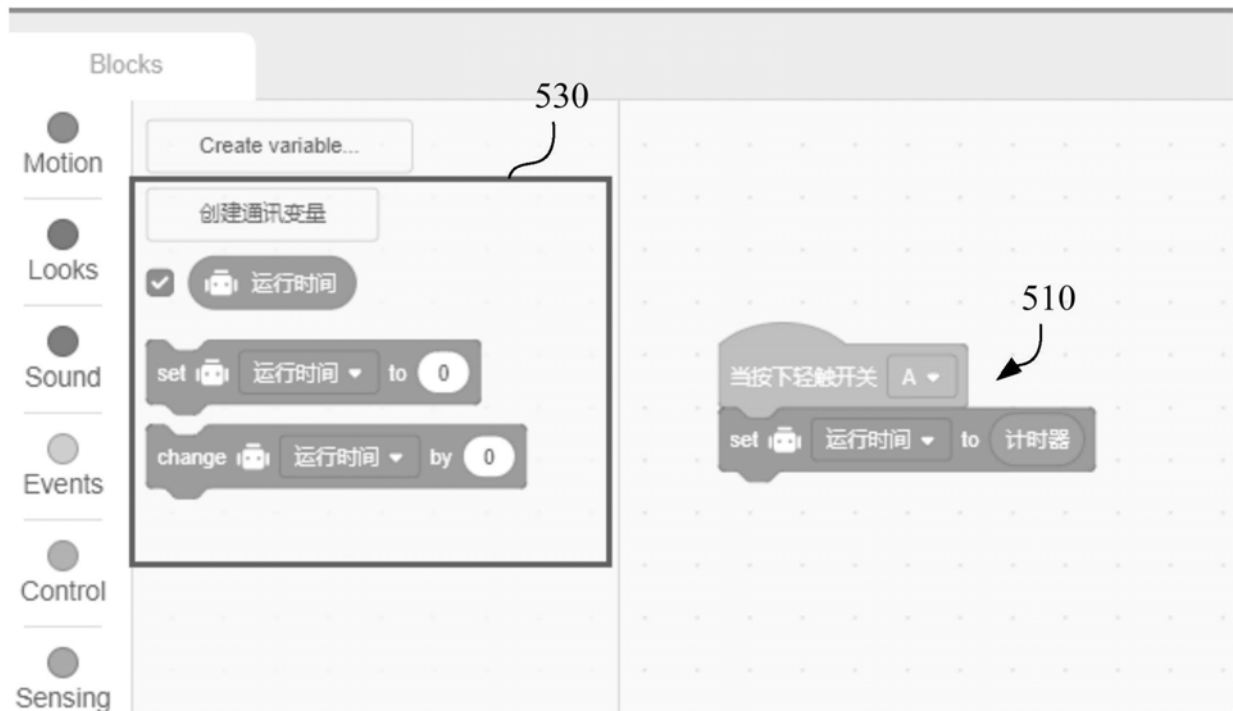 Blocks
530
Motion
Create variable...
创建通讯变量
Looks
运行时间
510
Sound
set 运行时间 to 0
当按下轻触开关 A
set 运行时间 to 计时器
change 运行时间 by 0
Events
Control
Sensing